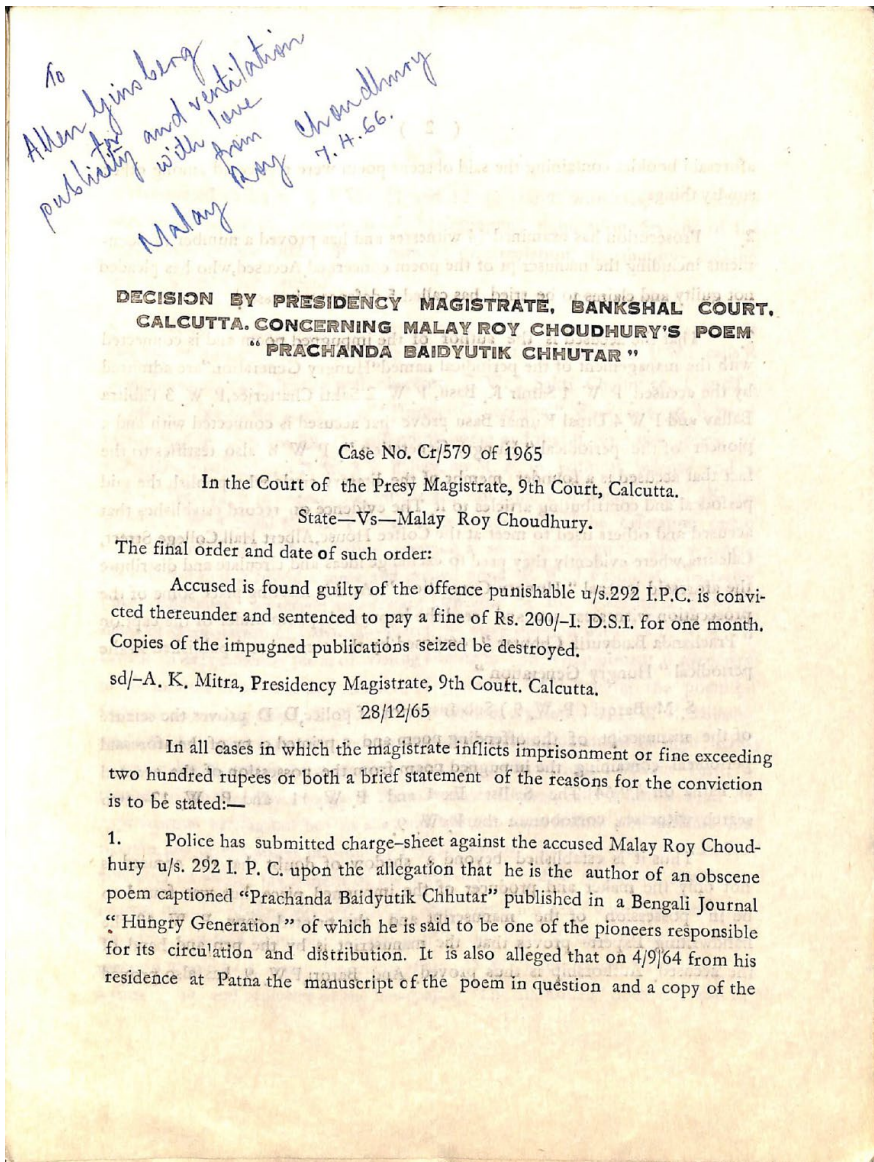 To
Allen Ginsberg
for
publicity and ventilation
with love
from
Malay Roy Choudhury
7.4.66.
DECISION BY PRESIDENCY MAGISTRATE, BANKSHAL COURT,
CALCUTTA. CONCERNING MALAY ROY CHOUDHURY'S POEM
“ PRACHANDA BAIDYUTIK CHHUTAR ”
Case No. Cr/579 of 1965
In the Court of the Presy Magistrate, 9th Court, Calcutta.
State—Vs—Malay Roy Choudhury.
The final order and date of such order:
Accused is found guilty of the offence punishable u/s.292 I.P.C. is convi-
cted thereunder and sentenced to pay a fine of Rs. 200/–I. D.S.I. for one month.
Copies of the impugned publications seized be destroyed.
sd/–A. K. Mitra, Presidency Magistrate, 9th Coutt. Calcutta.
28/12/65
In all cases in which the magistrate inflicts imprisonment or fine exceeding
two hundred rupees or both a brief statement of the reasons for the conviction
is to be stated:—
1. Police has submitted charge-sheet against the accused Malay Roy Choud-
hury u/s. 292 I. P. C. upon the allegation that he is the author of an obscene
poem captioned “Prachanda Baidyutik Chhutar” published in a Bengali Journal
“ Hungry Generation ” of which he is said to be one of the pioneers responsible
for its circulation and distribution. It is also alleged that on 4/9/64 from his
residence at Patna the manuscript of the poem in question and a copy of the